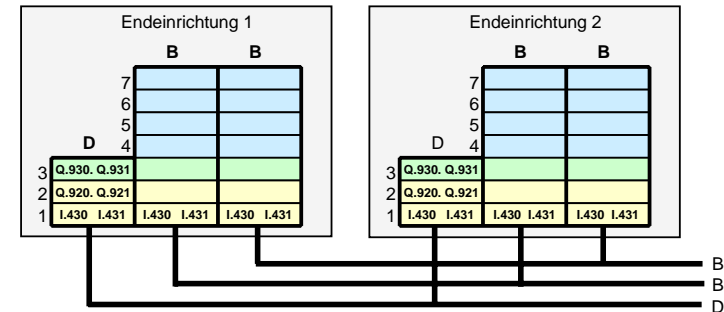 Endeinrichtung 1 Endeinrichtung 2
B B B B
7 7
6 6
5 5
D 4 D 4
3 Q.930. Q.931 3 Q.930. Q.931
2 Q.920. Q.921 2 Q.920. Q.921
1 I.430 I.431 I.430 I.431 I.430 I.431 1 I.430 I.431 I.430 I.431 I.430 I.431
B
B
D